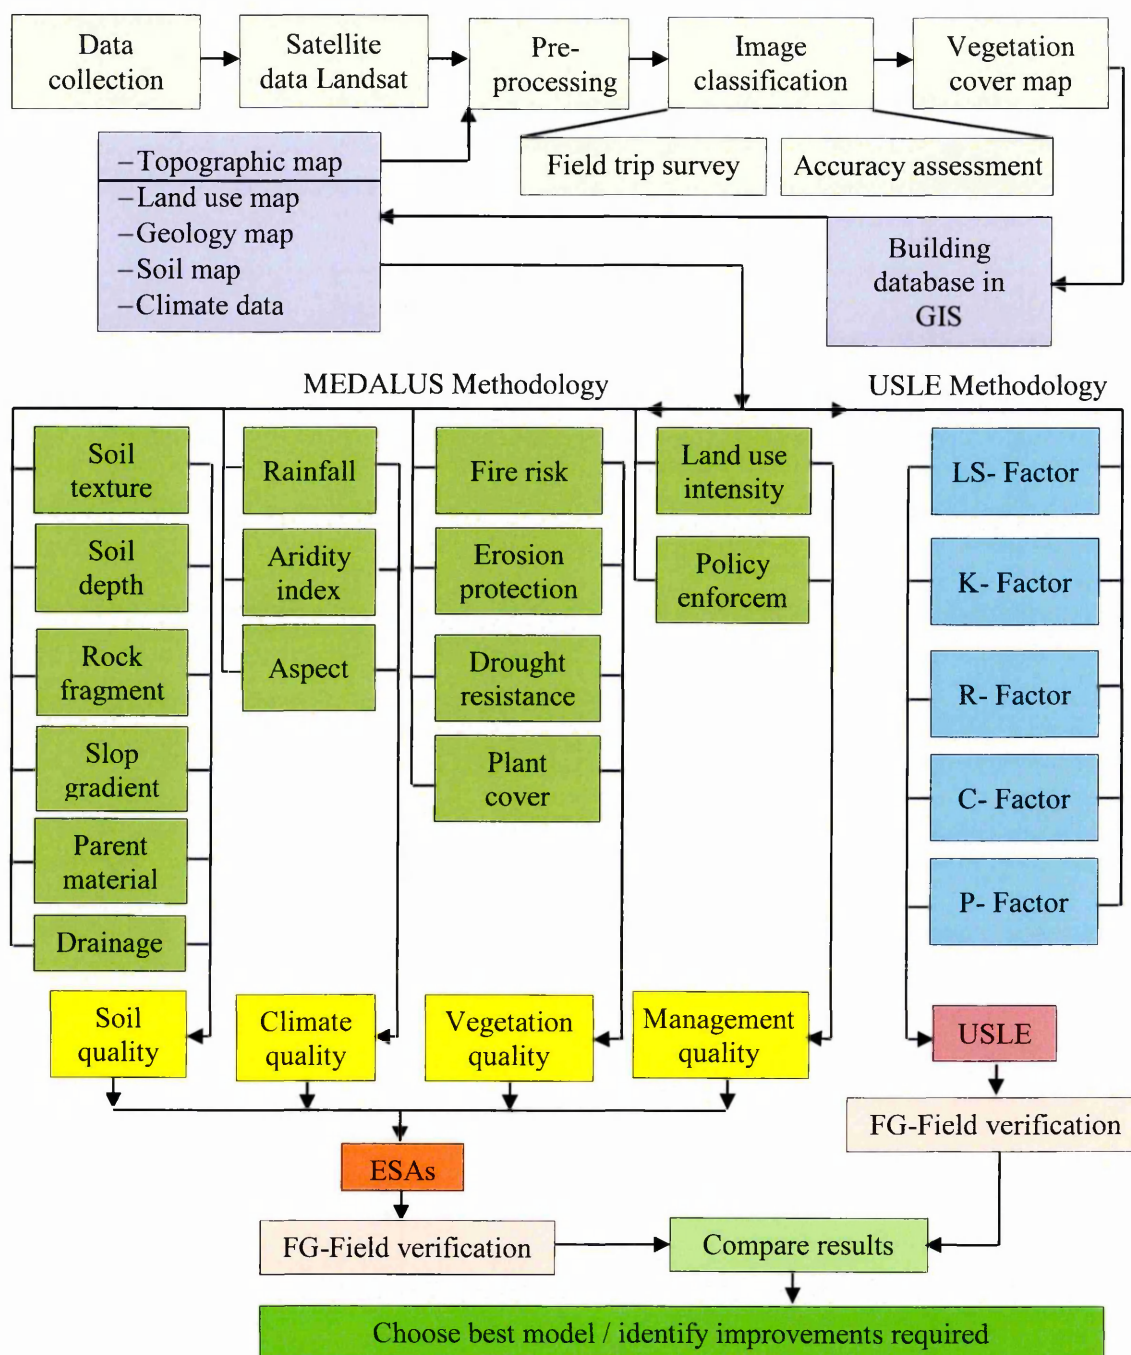 Data
collection
Satellite
data Landsat
Pre-
processing
Image
classification
Vegetation
cover map
–Topographic map
–Land use map
–Geology map
–Soil map
–Climate data
Field trip survey
Accuracy assessment
Building
database in
GIS
MEDALUS Methodology
USLE Methodology
Soil
texture
Soil
depth
Rock
fragment
Slop
gradient
Parent
material
Drainage
Rainfall
Aridity
index
Aspect
Fire risk
Erosion
protection
Drought
resistance
Plant
cover
Land use
intensity
Policy
enforcem
LS- Factor
K- Factor
R- Factor
C- Factor
P- Factor
Soil
quality
Climate
quality
Vegetation
quality
Management
quality
USLE
FG-Field verification
ESAs
FG-Field verification
Compare results
Choose best model / identify improvements required